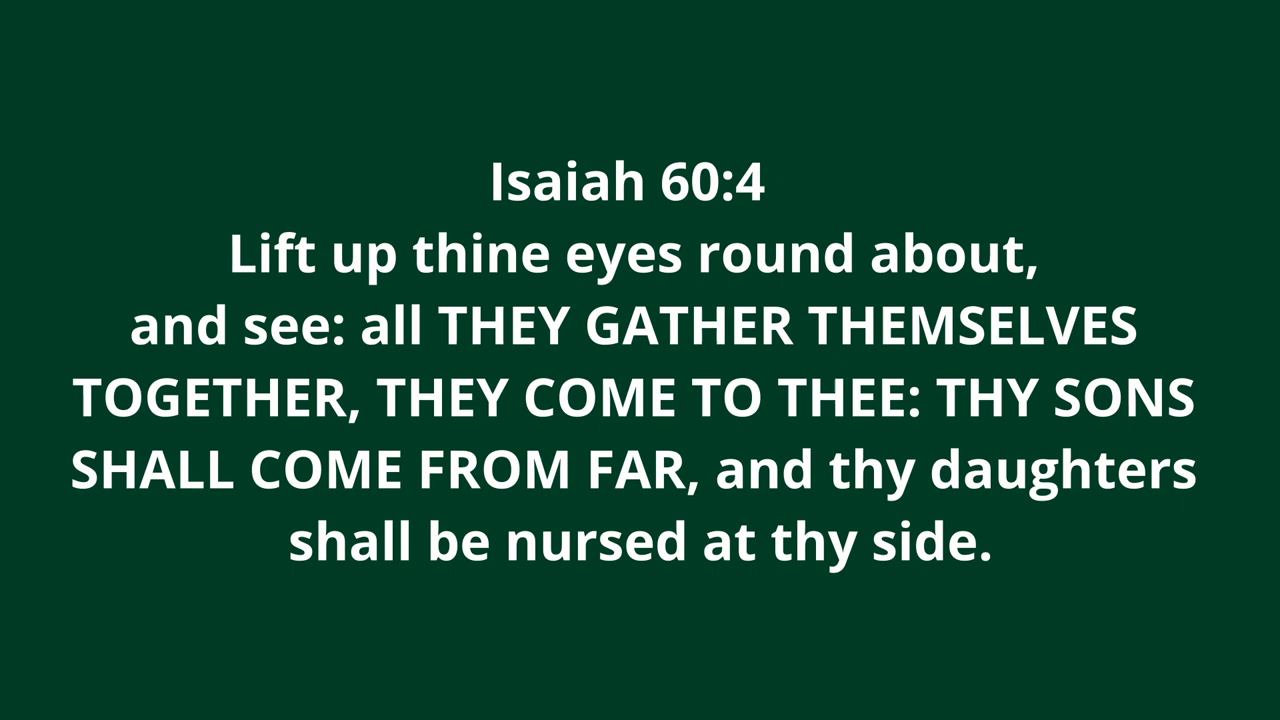 Isaiah 60:4
Lift up thine eyes round about,
and see: all THEY GATHER THEMSELVES
TOGETHER, THEY COME TO THEE: THY SONS
SHALL COME FROM FAR, and thy daughters
shall be nursed at thy side.